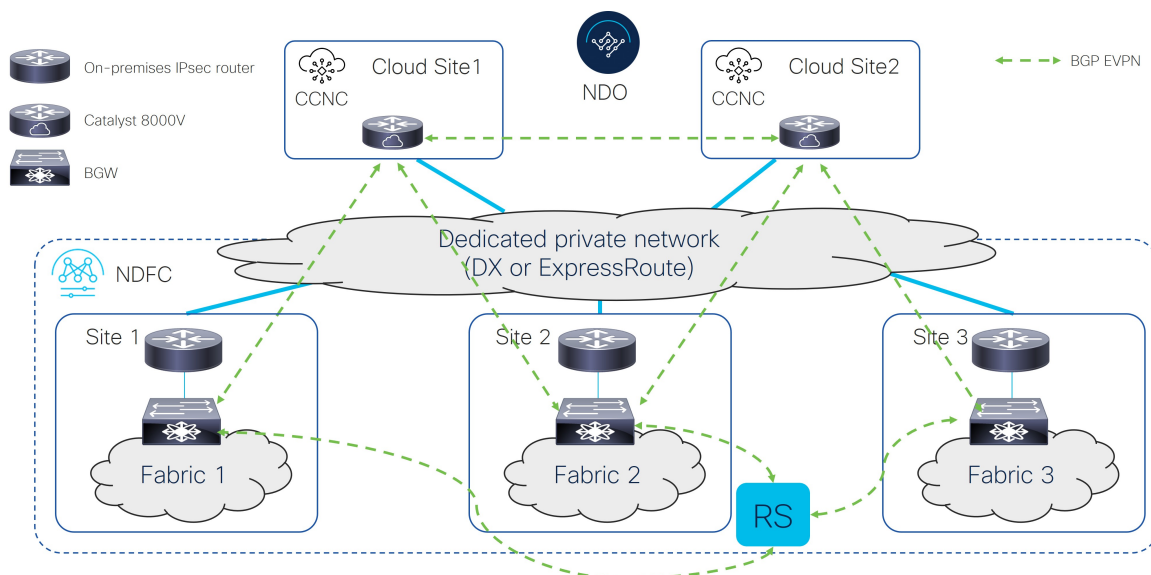 On-premises IPsec router
Catalyst 8000V
BGW
Cloud Site1
CCNC
NDO
Cloud Site2
CCNC
BGP EVPN
Dedicated private network
(DX or ExpressRoute)
NDFC
Site 1
Site 2
Site 3
Fabric 1
Fabric 2
Fabric 3
RS